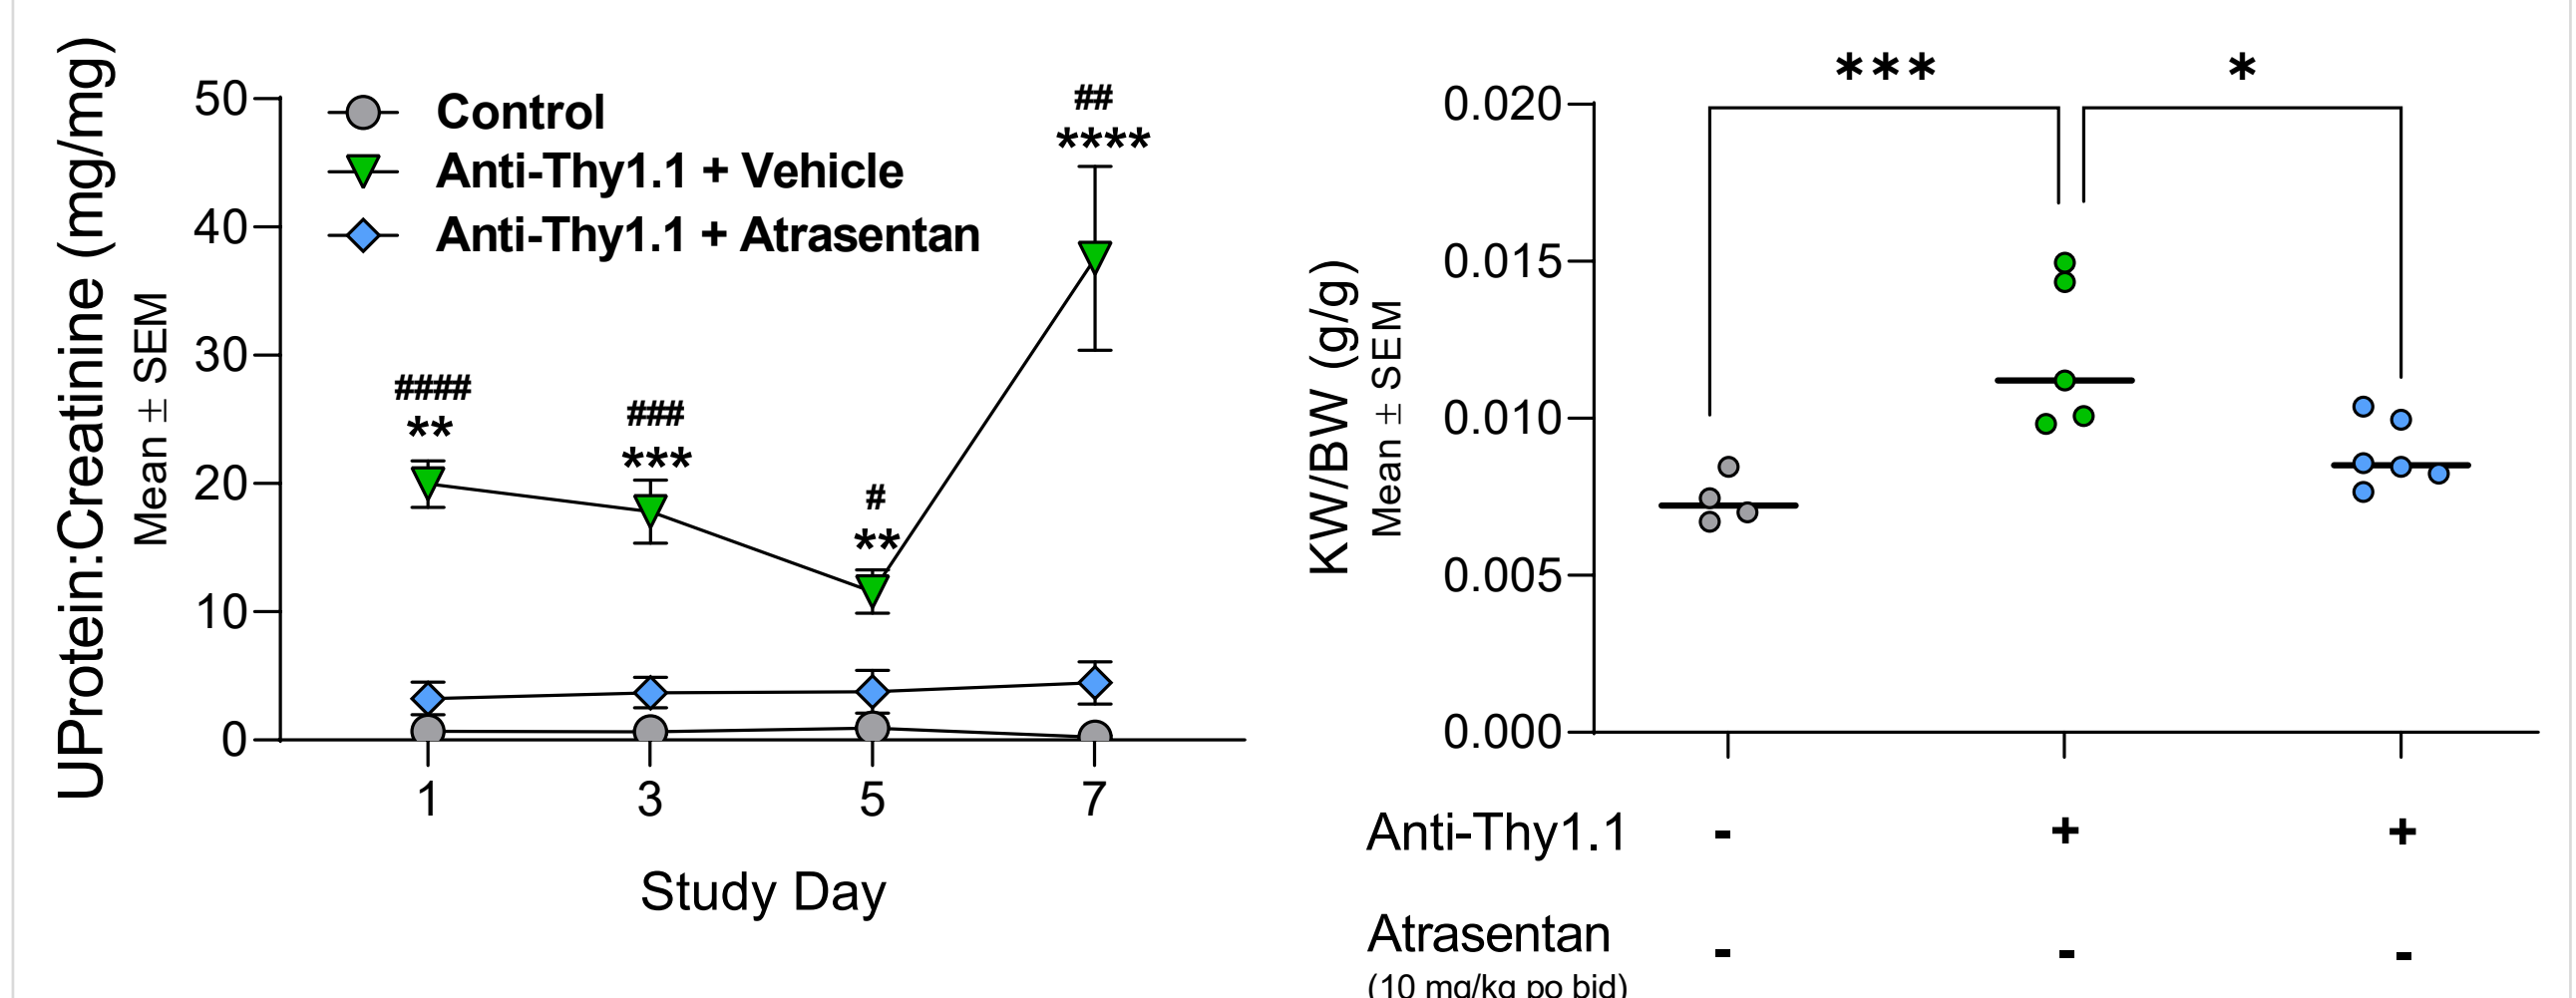 UProtein:Creatinine (mg/mg)
Mean ± SEM
50
40
30
20
10
0
Control
Anti-Thy1.1 + Vehicle
Anti-Thy1.1 + Atrasentan
####
**
###
***
#
**
##
****
1 3 5 7
Study Day
KW/BW (g/g)
Mean ± SEM
0.020
0.015
0.010
0.005
0.000
*** *
Anti-Thy1.1 - + +
Atrasentan - - -
(10 mg/kg po bid)